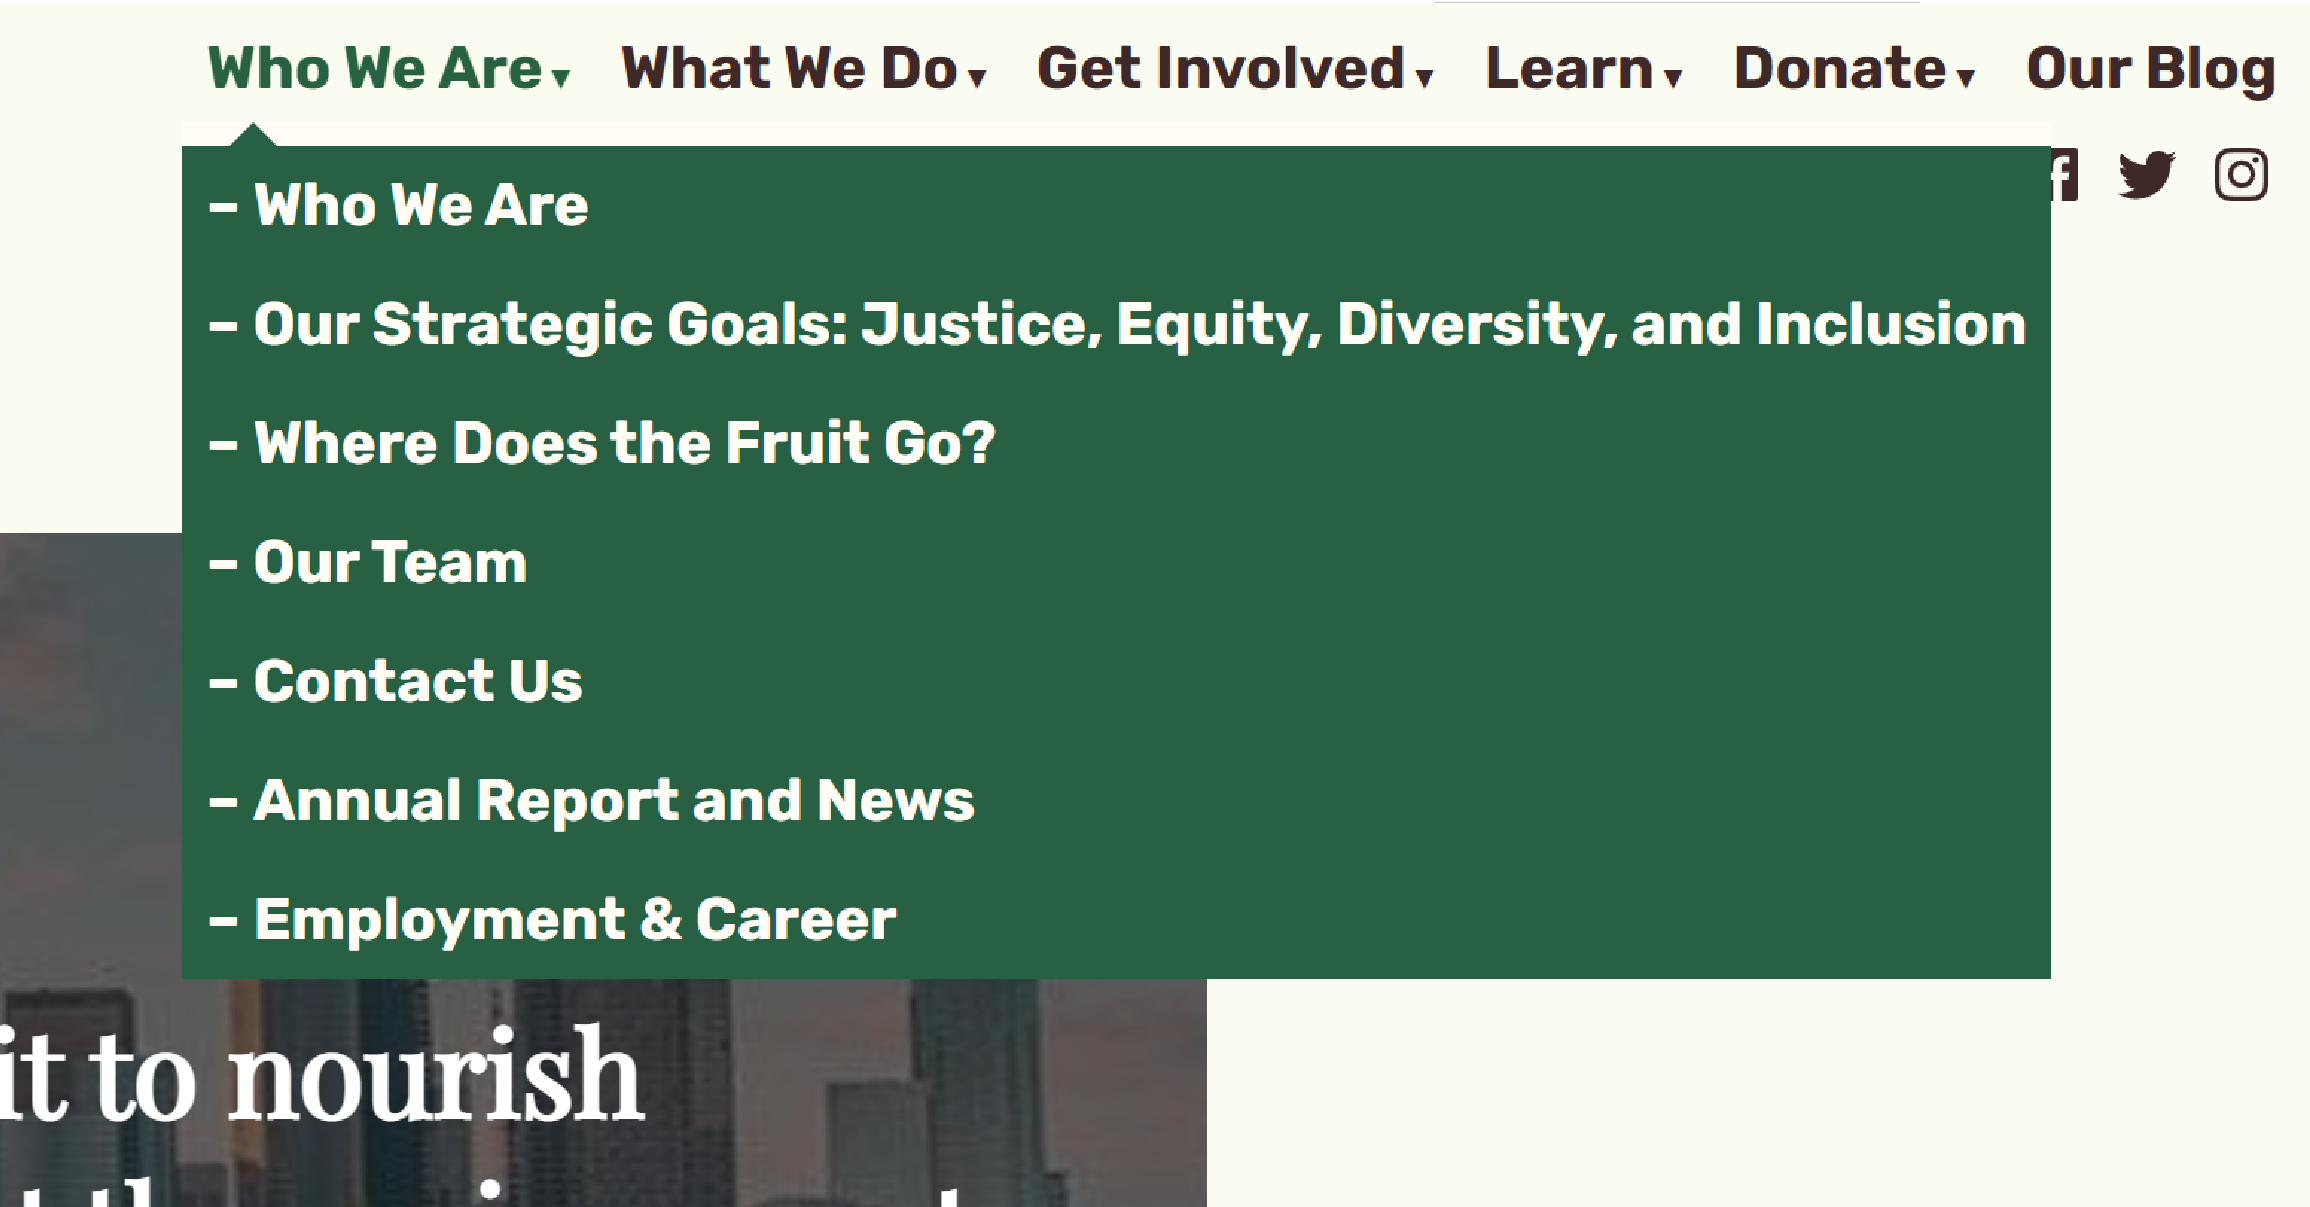 Who We Are ▾ What We Do ▾ Get Involved ▾ Learn ▾ Donate ▾ Our Blog
– Who We Are
– Our Strategic Goals: Justice, Equity, Diversity, and Inclusion
– Where Does the Fruit Go?
– Our Team
– Contact Us
– Annual Report and News
– Employment & Career
it to nourish